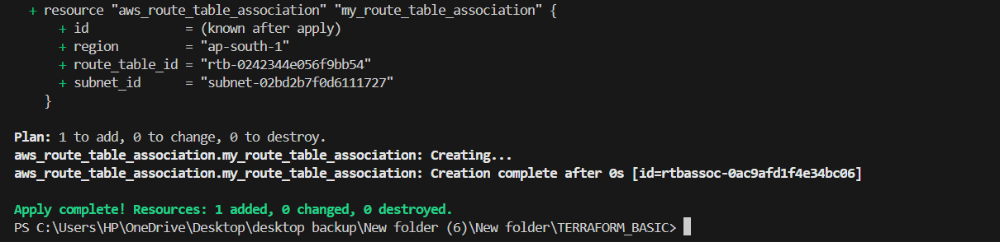 + resource "aws_route_table_association" "my_route_table_association" {
+ id = (known after apply)
+ region = "ap-south-1"
+ route_table_id = "rtb-0242344e056f9bb54"
+ subnet_id = "subnet-02bd2b7f0d6111727"
}
Plan: 1 to add, 0 to change, 0 to destroy.
aws_route_table_association.my_route_table_association: Creating...
aws_route_table_association.my_route_table_association: Creation complete after 0s [id=rtbassoc-0ac9afd1f4e34bc06]
Apply complete! Resources: 1 added, 0 changed, 0 destroyed.
PS C:\Users\HP\OneDrive\Desktop\desktop backup\New folder (6)\New folder\TERRAFORM_BASIC>